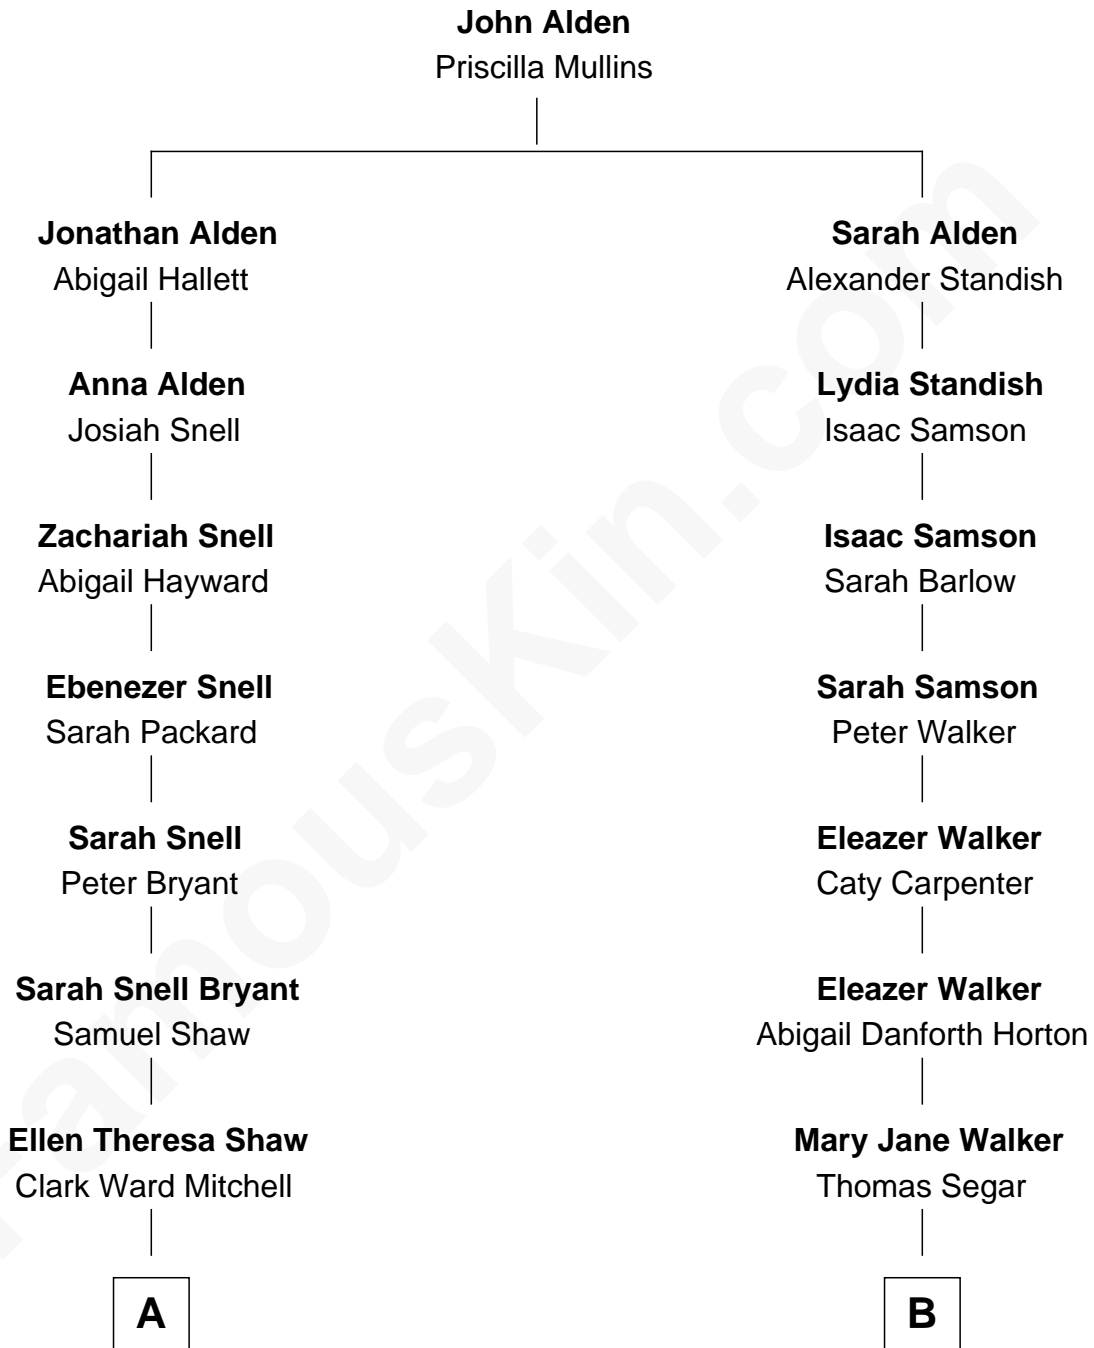 John Alden
Priscilla Mullins
Jonathan Alden
Abigail Hallett
Sarah Alden
Alexander Standish
Anna Alden
Josiah Snell
Lydia Standish
Isaac Samson
Zachariah Snell
Abigail Hayward
Isaac Samson
Sarah Barlow
Ebenezer Snell
Sarah Packard
Sarah Samson
Peter Walker
Sarah Snell
Peter Bryant
Eleazer Walker
Caty Carpenter
Sarah Snell Bryant
Samuel Shaw
Eleazer Walker
Abigail Danforth Horton
Ellen Theresa Shaw
Clark Ward Mitchell
Mary Jane Walker
Thomas Segar
A
B
FamousKin.com